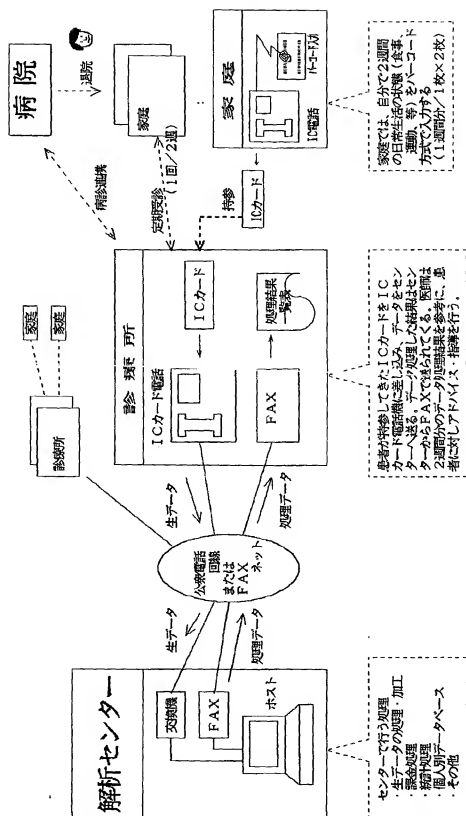 病院
退院
家庭
家庭
バーコード入力
IC電話
家庭では、自分で2週間
の日常生活の状態（食事、
運動、等）をバーコード
方式で入力する
（1週間分／1枚×2枚）
病診連携
定期受診
（1回／2週）
持参
ICカード
家庭
家庭
診療所
診療所
ICカード電話
ICカード
FAX
処理結果
一覧表
患者が持参してきたICカードをIC
カード電話機に差し込み、データをセン
ターへ送る。データ処理した結果はセン
ターからFAXで送られてくる。医師は
2週間分のデータ処理結果を参考に、患
者に対しアドバイス・指導を行う。
生データ
処理データ
公衆電話
回線
または
FAX
ネット
生データ
処理データ
解析センター
交換機
FAX
ホスト
センターで行う処理
・生データの処理・加工
・課金処理
・統計処理
・個人別データベース
・その他